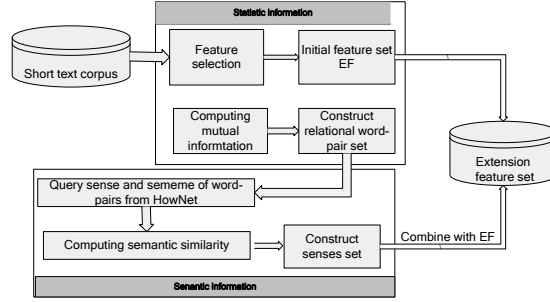 Statistic information
Short text corpus
Feature
selection
Initial feature set
EF
Computing
mutual
informtation
Construct
relational word-
pair set
Extension
feature set
Query sense and sememe of word-
pairs from HowNet
Computing semantic similarity
Construct
senses set
Combine with EF
Senantic information